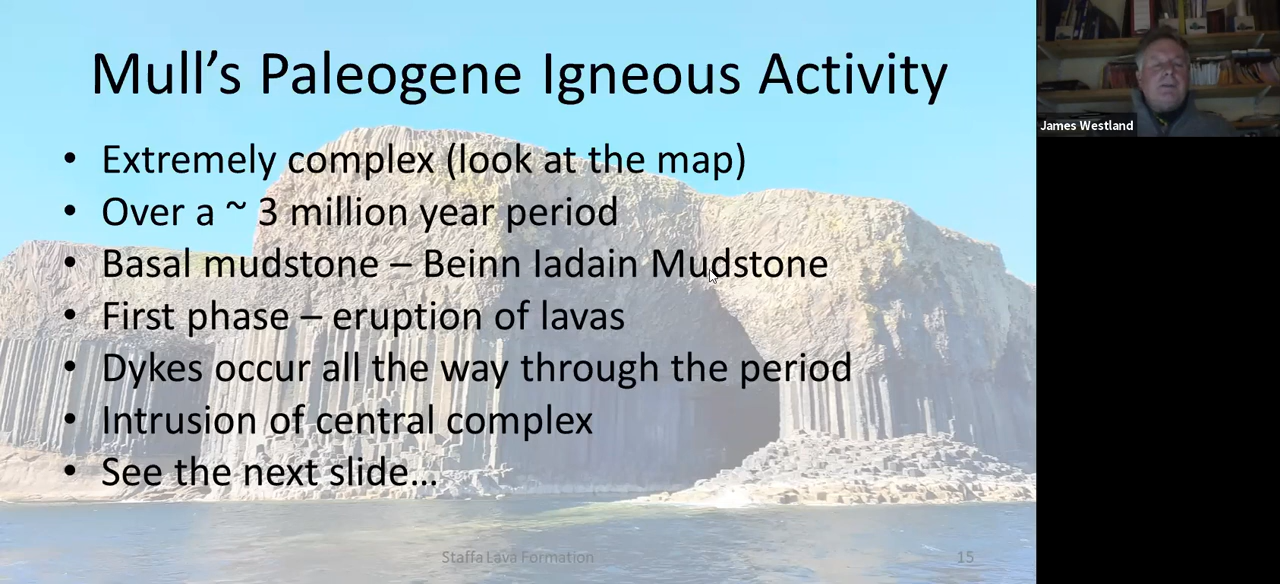 Mull’s Paleogene Igneous Activity
• Extremely complex (look at the map)
• Over a ~ 3 million year period
• Basal mudstone – Beinn Iadain Mudstone
• First phase – eruption of lavas
• Dykes occur all the way through the period
• Intrusion of central complex
• See the next slide…
Staffa Lava Formation
15
James Westland